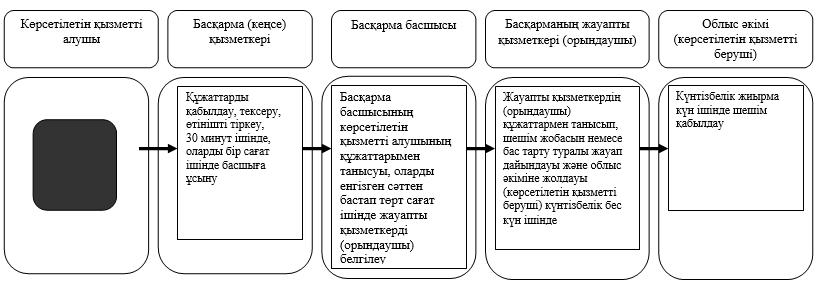 Көрсетілетін қызметті
алушы
Басқарма (кеңсе)
қызметкері
Басқарма басшысы
Басқарманың жауапты
қызметкері (орындаушы)
Облыс әкімі
(көрсетілетін қызметті
беруші)
Құжаттарды
қабылдау, тексеру,
өтінішті тіркеу,
30 минут ішінде,
оларды бір сағат
ішінде басшыға
ұсыну
Басқарма
басшысының
көрсетілетін
қызметті алушының
құжаттарымен
танысуы, оларды
енгізген сәттен
бастап төрт сағат
ішінде жауапты
қызметкерді
(орындаушы)
белгілеу
Жауапты қызметкердің
(орындаушы)
құжаттармен танысып,
шешім жобасын немесе
бас тарту туралы жауап
дайындауы және облыс
әкіміне жолдауы
(көрсетілетін қызметті
беруші) күнтізбелік бес
күн ішінде
Күнтізбелік жиырма
күн ішінде шешім
қабылдау